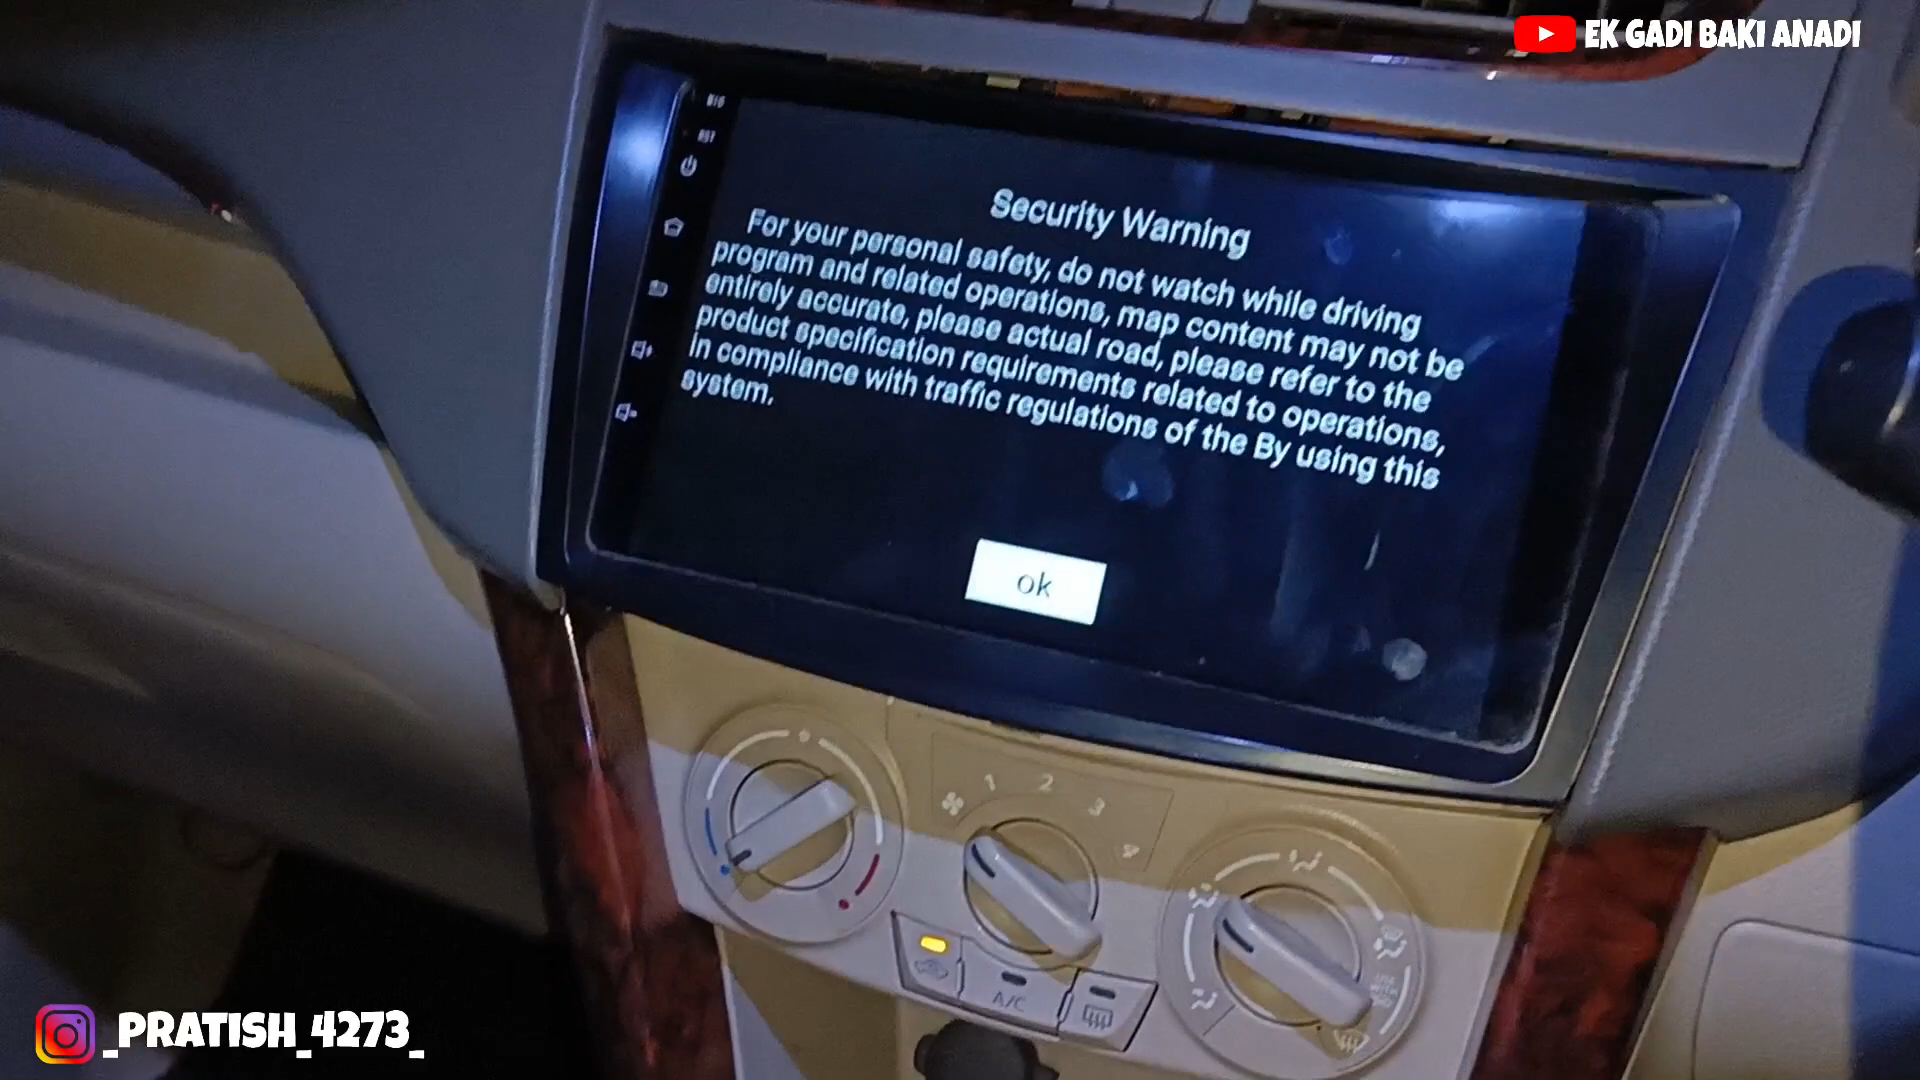 EK GADI BAKI ANADI
RST
Security Warning
For your personal safety, do not watch while driving
program and related operations, map content may not be
entirely accurate, please actual road, please refer to the
product specification requirements related to operations,
in compliance with traffic regulations of the By using this
system.
ok
1 2 3
A/C
_PRATISH_4273_